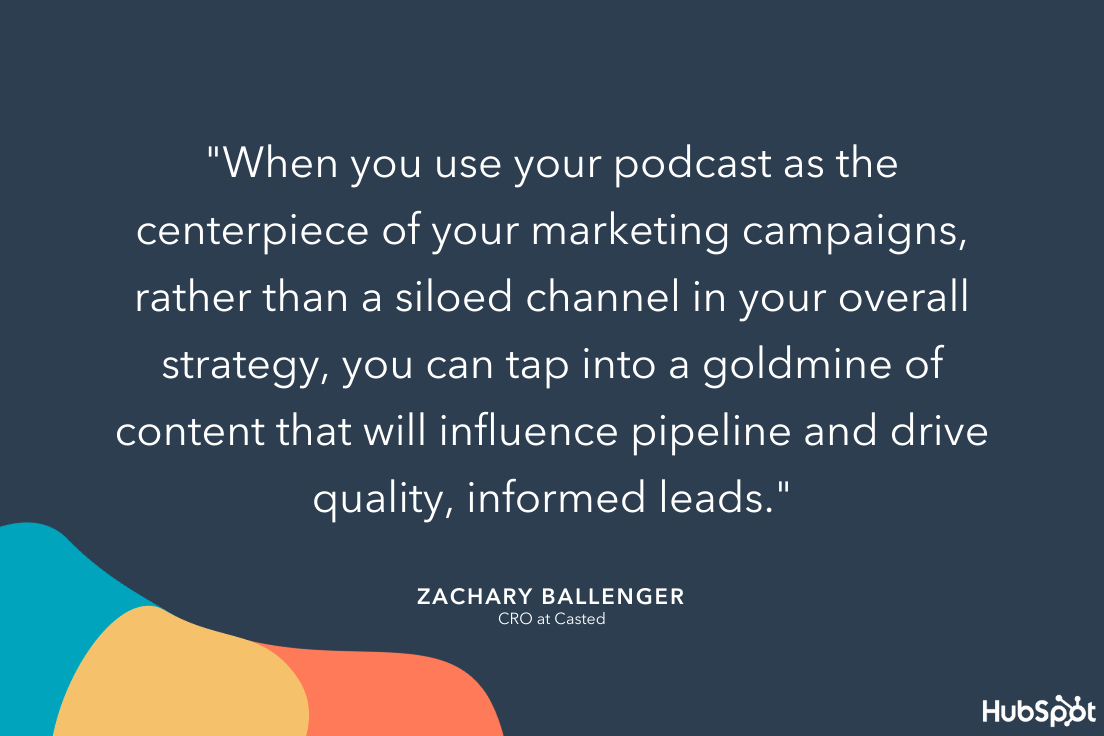 "When you use your podcast as the
centerpiece of your marketing campaigns,
rather than a siloed channel in your overall
strategy, you can tap into a goldmine of
content that will influence pipeline and drive
quality, informed leads."
ZACHARY BALLENGER
CRO at Casted
HubSpot